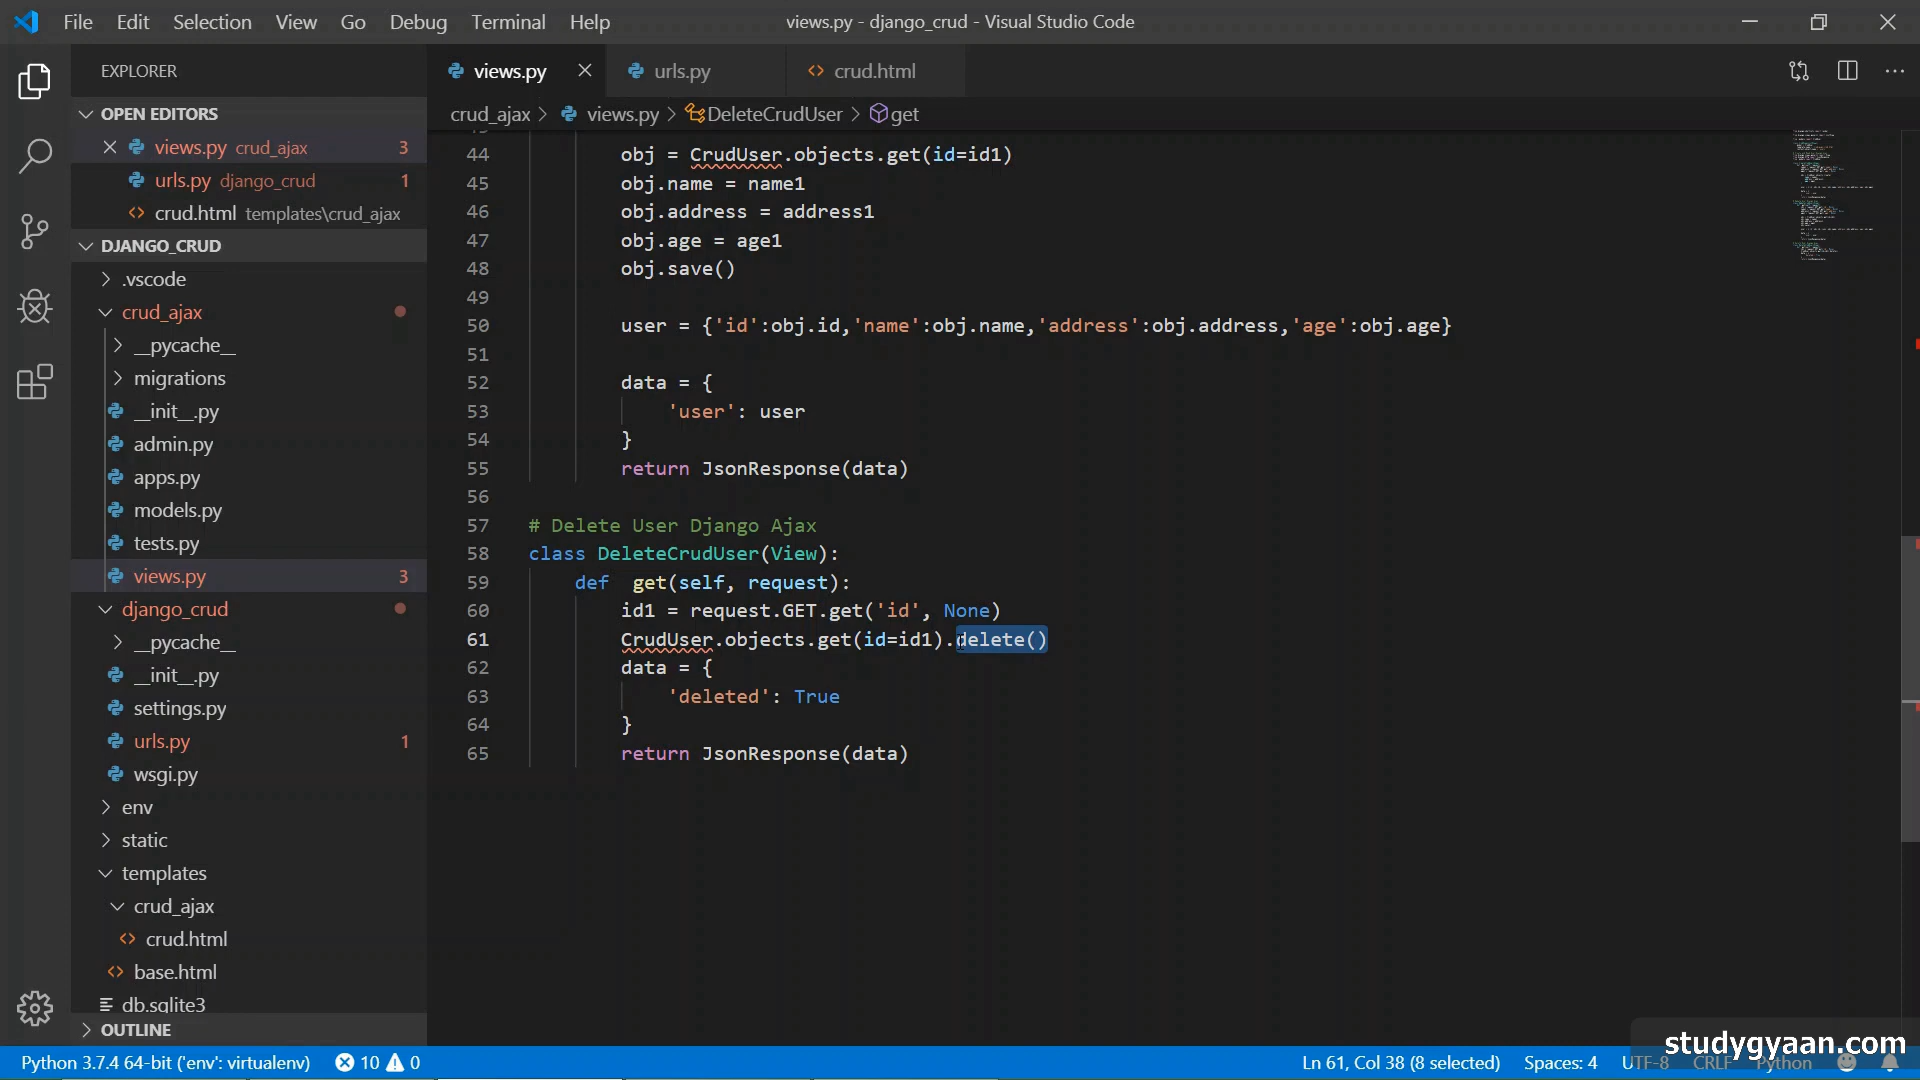 File Edit Selection View Go Debug Terminal Help
views.py - django_crud - Visual Studio Code
EXPLORER
OPEN EDITORS
views.py crud_ajax 3
urls.py django_crud 1
crud.html templates\crud_ajax
DJANGO_CRUD
.vscode
crud_ajax
__pycache__
migrations
__init__.py
admin.py
apps.py
models.py
tests.py
views.py 3
django_crud
__pycache__
__init__.py
settings.py
urls.py 1
wsgi.py
env
static
templates
crud_ajax
crud.html
base.html
db.sqlite3
OUTLINE
views.py urls.py crud.html
crud_ajax > views.py > DeleteCrudUser > get
44 obj = CrudUser.objects.get(id=id1)
45 obj.name = name1
46 obj.address = address1
47 obj.age = age1
48 obj.save()
49
50 user = {'id':obj.id,'name':obj.name,'address':obj.address,'age':obj.age}
51
52 data = {
53 'user': user
54 }
55 return JsonResponse(data)
56
57 # Delete User Django Ajax
58 class DeleteCrudUser(View):
59 def  get(self, request):
60 id1 = request.GET.get('id', None)
61 CrudUser.objects.get(id=id1).delete()
62 data = {
63 'deleted': True
64 }
65 return JsonResponse(data)
studygyaan.com
Python 3.7.4 64-bit ('env': virtualenv) 10 0 Ln 61, Col 38 (8 selected) Spaces: 4 UTF-8 CRLF Python